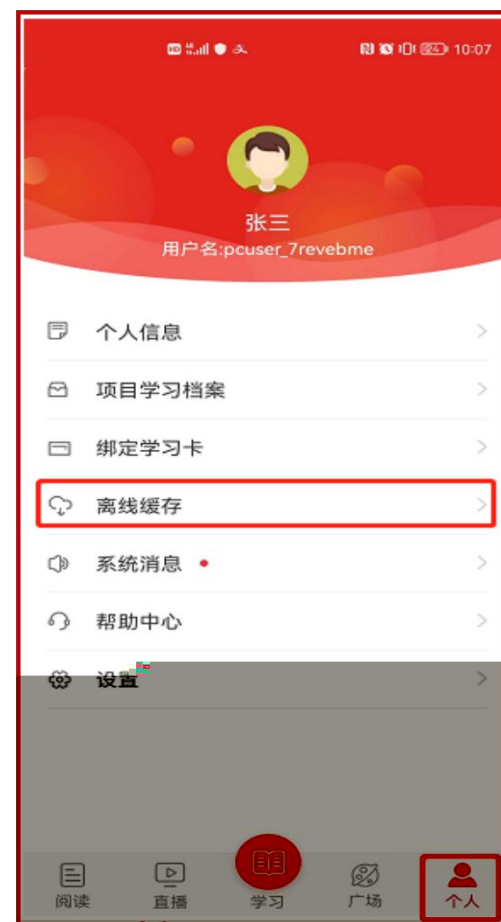 HD 10:07
张三
用户名:pcuser_7revebme
个人信息
项目学习档案
绑定学习卡
离线缓存
系统消息
帮助中心
设置
阅读 直播 学习 广场 个人